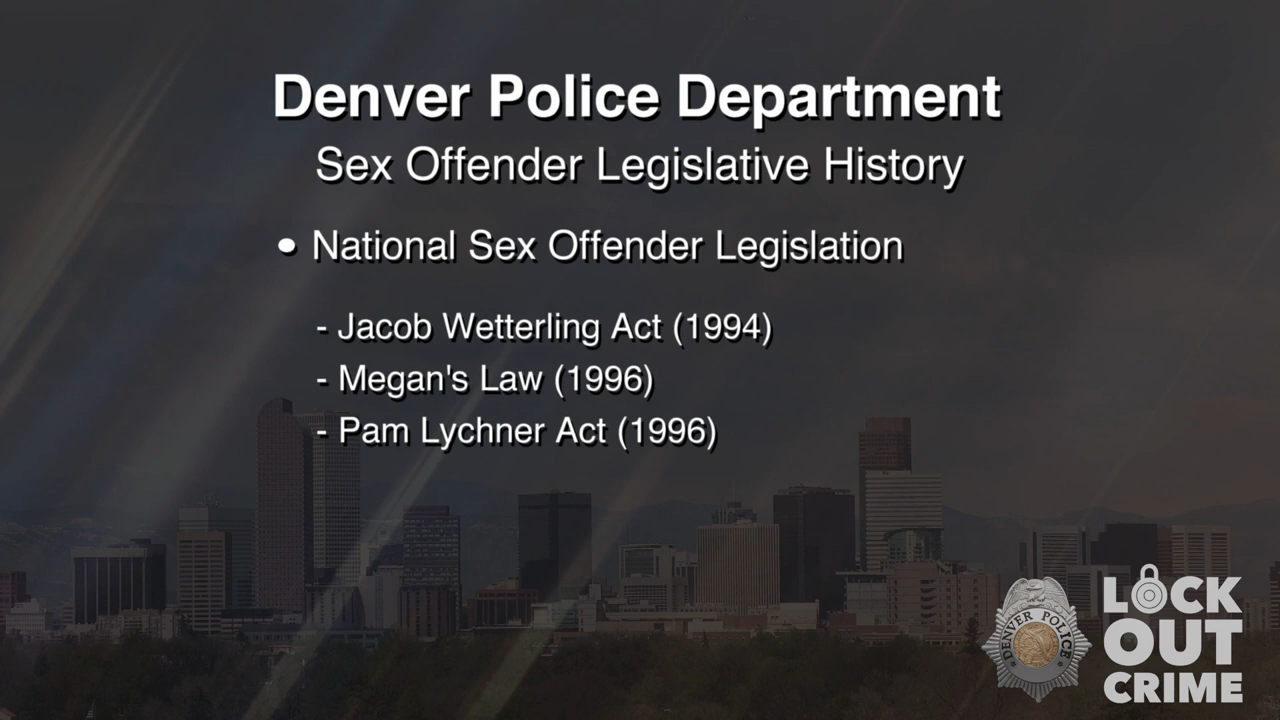 Denver Police Department
Sex Offender Legislative History
• National Sex Offender Legislation
- Jacob Wetterling Act (1994)
- Megan's Law (1996)
- Pam Lychner Act (1996)
DENVER POLICE
LOCK
OUT
CRIME